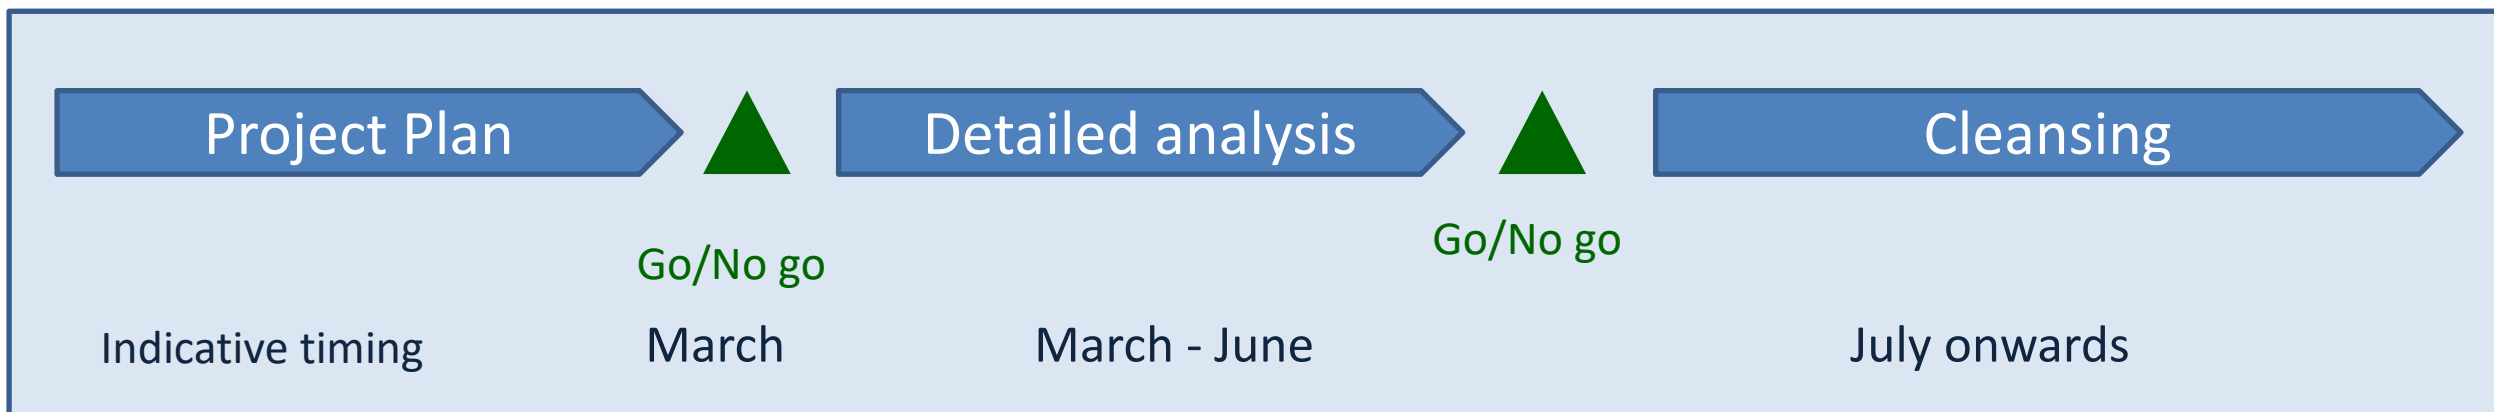 Project Plan
Detailed analysis
Cleansing
Go/No go
Go/No go
Indicative timing
March
March - June
July onwards